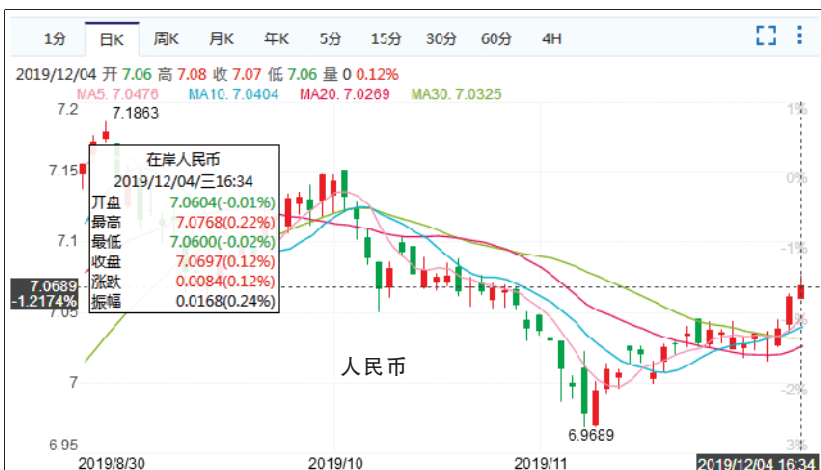 1分 日K 周K 月K 年K 5分 15分 30分 60分 4H
2019/12/04 开 7.06 高 7.08 收 7.07 低 7.06 量 0 0.12%
MA5. 7.0476 MA10. 7.0404 MA20. 7.0269 MA30. 7.0325
7.2
7.1863
1%
7.15
0%
在岸人民币
2019/12/04/三16:34
开盘 7.0604(-0.01%)
最高 7.0768(0.22%)
最低 7.0600(-0.02%)
收盘 7.0697(0.12%)
涨跌 0.0084(0.12%)
振幅 0.0168(0.24%)
7.1
-1%
7.0689
-1.2174%
7.05
人民币
7
-2%
6.9689
6.95
3%
2019/8/30 2019/10 2019/11 2019/12/04 16:34